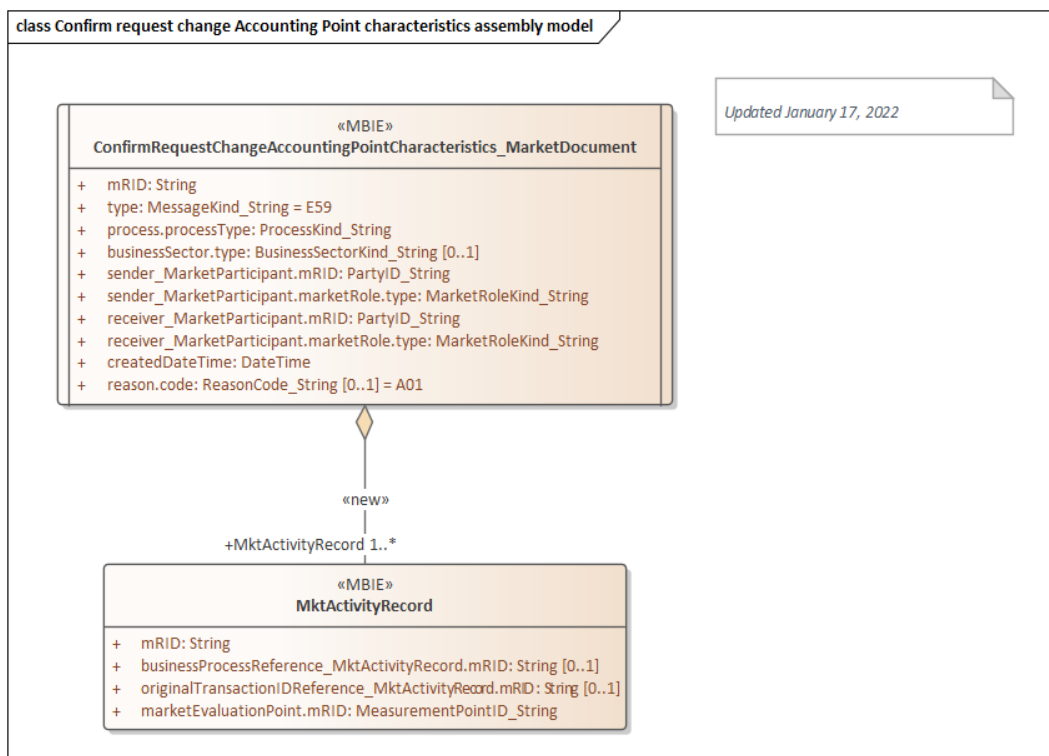 class Confirm request change Accounting Point characteristics assembly model
Updated January 17, 2022
«MBIE»
ConfirmRequestChangeAccountingPointCharacteristics_MarketDocument
+ mRID: String
+ type: MessageKind_String = E59
+ process.processType: ProcessKind_String
+ businessSector.type: BusinessSectorKind_String [0..1]
+ sender_MarketParticipant.mRID: PartyID_String
+ sender_MarketParticipant.marketRole.type: MarketRoleKind_String
+ receiver_MarketParticipant.mRID: PartyID_String
+ receiver_MarketParticipant.marketRole.type: MarketRoleKind_String
+ createdDateTime: DateTime
+ reason.code: ReasonCode_String [0..1] = A01
«new»
+MktActivityRecord 1..*
«MBIE»
MktActivityRecord
+ mRID: String
+ businessProcessReference_MktActivityRecord.mRID: String [0..1]
+ originalTransactionIDReference_MktActivityRecord.mRID: String [0..1]
+ marketEvaluationPoint.mRID: MeasurementPointID_String